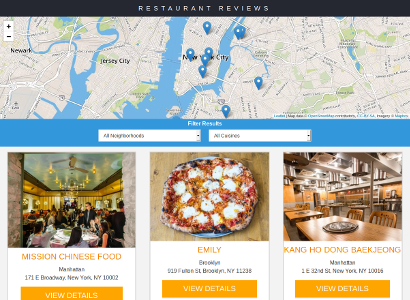 RESTAURANT REVIEWS
+
−
Newark
Jersey City
New York City
Leaflet | Map data © OpenStreetMap contributors, CC-BY-SA, Imagery © Mapbox
Filter Results
All Neighborhoods
All Cuisines
MISSION CHINESE FOOD
Manhattan
171 E Broadway, New York, NY 10002
VIEW DETAILS
EMILY
Brooklyn
919 Fulton St, Brooklyn, NY 11238
VIEW DETAILS
KANG HO DONG BAEKJEONG
Manhattan
1 E 32nd St, New York, NY 10016
VIEW DETAILS